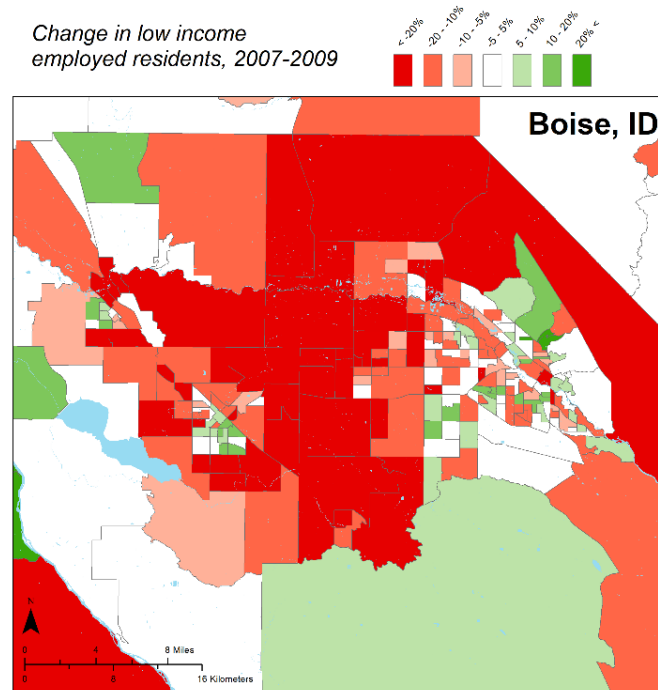 Change in low income
employed residents, 2007-2009
< -20%
-20 - -10%
-10 - -5%
-5 - 5%
5 - 10%
10 - 20%
20% <
Boise, ID
N
0 4 8 Miles
0 8 16 Kilometers